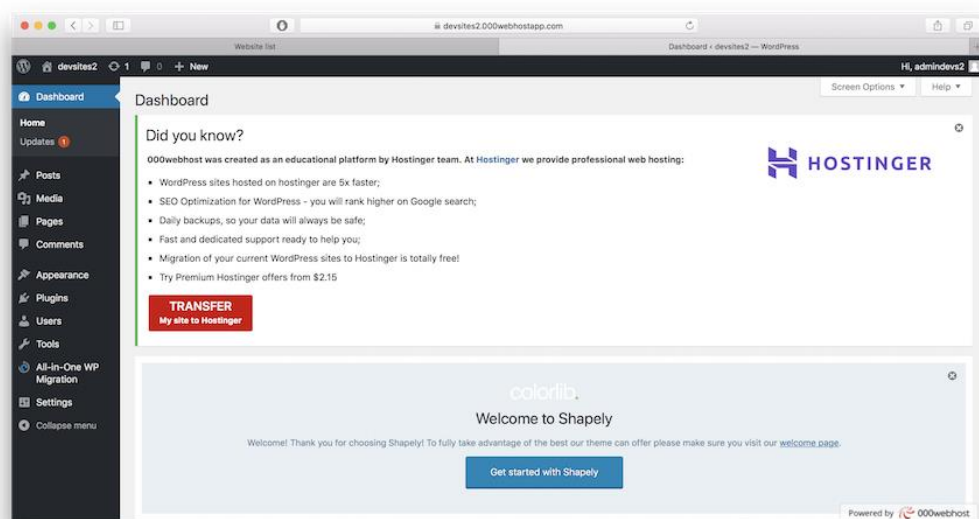 devsites2.000webhostapp.com
Website list
Dashboard ‹ devsites2 — WordPress
devsites2 1 0 + New
Hi, admindevs2
Screen Options ▼ Help ▼
Dashboard
Home
Updates 1
Posts
Media
Pages
Comments
Appearance
Plugins
Users
Tools
All-in-One WP
Migration
Settings
Collapse menu
Dashboard
Did you know?
000webhost was created as an educational platform by Hostinger team. At Hostinger we provide professional web hosting:
• WordPress sites hosted on hostinger are 5x faster;
• SEO Optimization for WordPress - you will rank higher on Google search;
• Daily backups, so your data will always be safe;
• Fast and dedicated support ready to help you;
• Migration of your current WordPress sites to Hostinger is totally free!
• Try Premium Hostinger offers from $2.15
TRANSFER
My site to Hostinger
HOSTINGER
colorlib.
Welcome to Shapely
Welcome! Thank you for choosing Shapely! To fully take advantage of the best our theme can offer please make sure you visit our welcome page.
Get started with Shapely
Powered by 000webhost